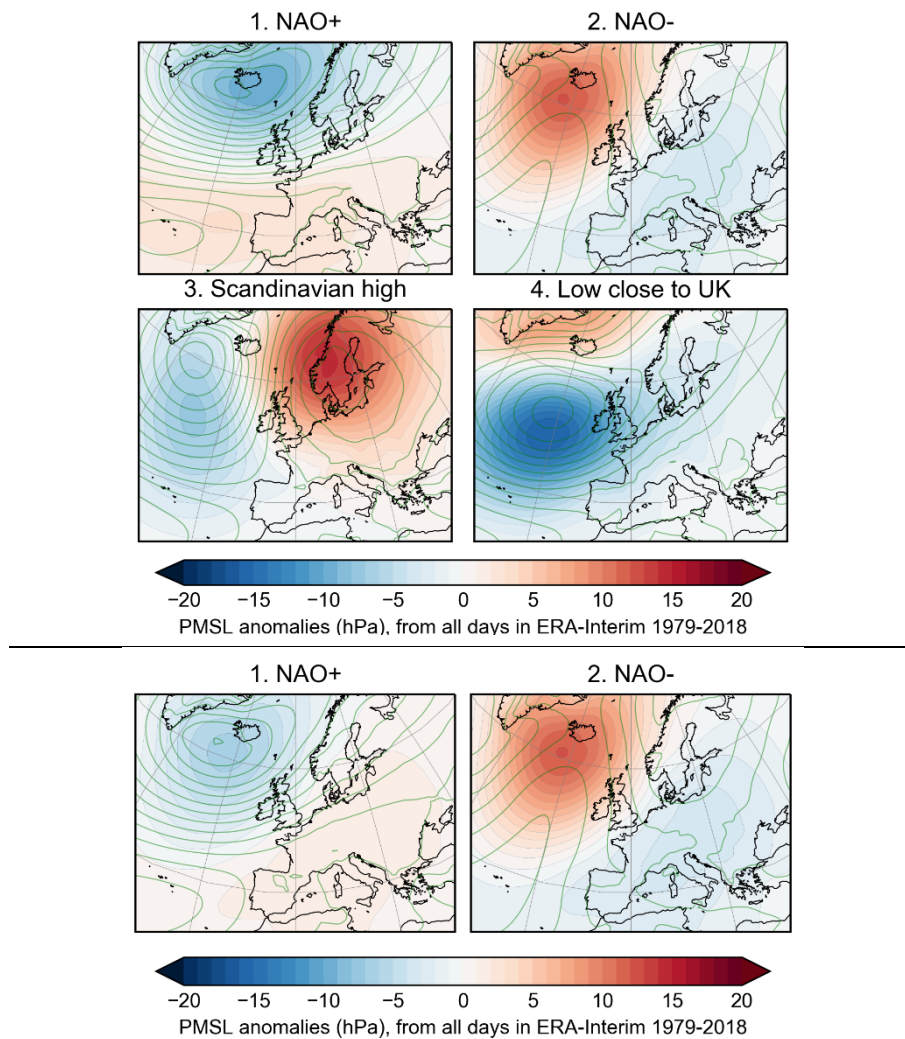 1. NAO+
2. NAO-
3. Scandinavian high
4. Low close to UK
−20 −15 −10 −5 0 5 10 15 20
PMSL anomalies (hPa), from all days in ERA-Interim 1979-2018
1. NAO+
2. NAO-
−20 −15 −10 −5 0 5 10 15 20
PMSL anomalies (hPa), from all days in ERA-Interim 1979-2018